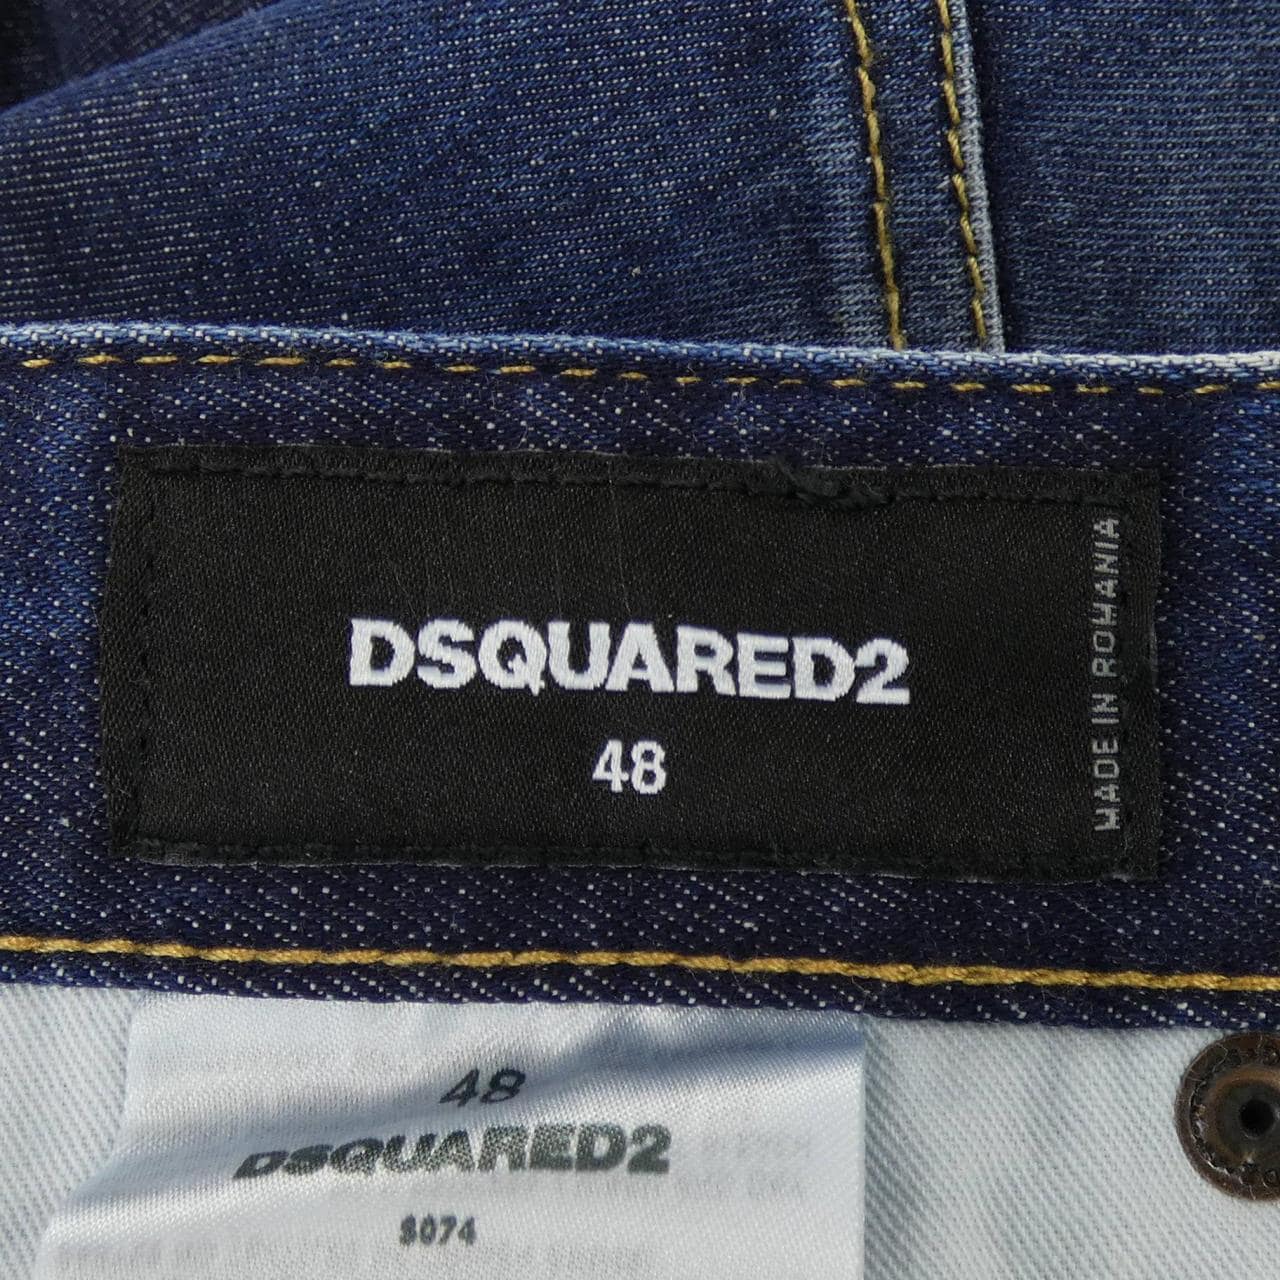 DSQUARED2
48
MADE IN ROMANIA
48
DSQUARED2
S074